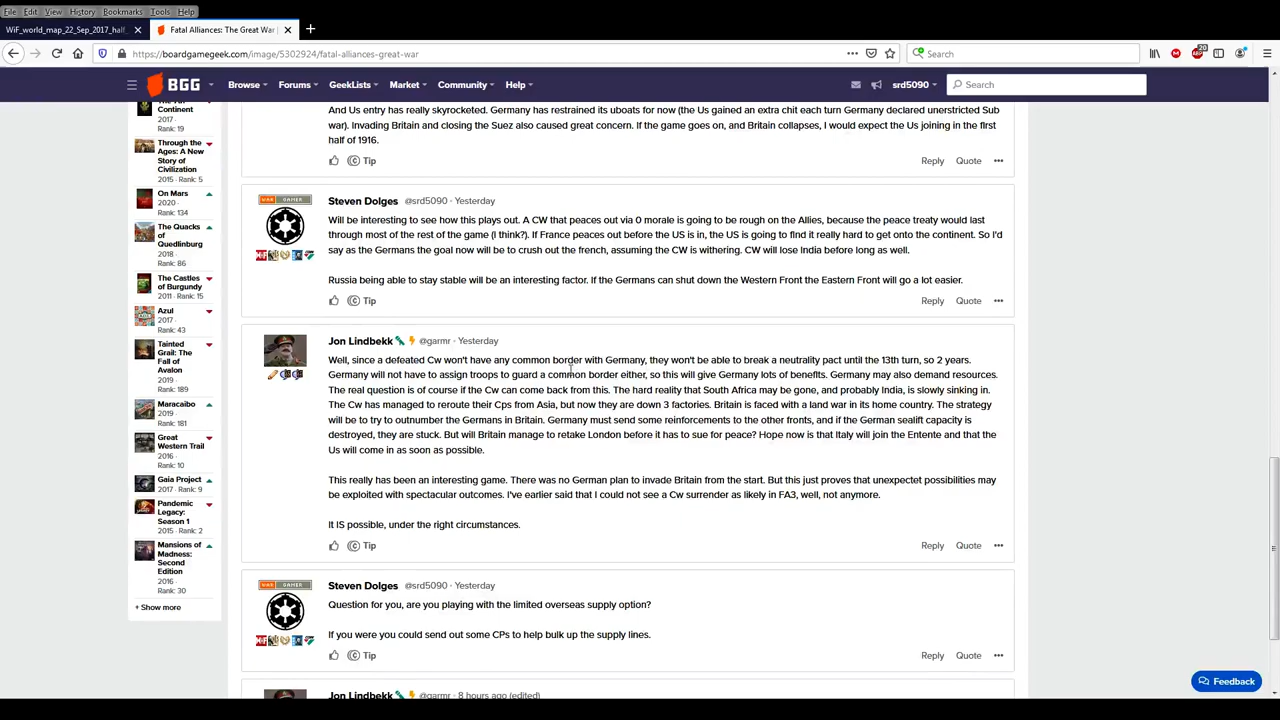 File Edit View History Bookmarks Tools Help
WiF_world_map_22_Sep_2017_hall
Fatal Alliances: The Great War |
https://boardgamegeek.com/image/5302924/fatal-alliances-great-war
Search
20
BGG Browse Forums GeekLists Market Community Help srd5090 Search
The 7th
Continent
2017
Rank: 19
Through the
Ages: A New
Story of
Civilization
2015 · Rank: 5
On Mars
2020
Rank: 134
The Quacks
of
Quedlinburg
2018
Rank: 86
The Castles
of Burgundy
2011 · Rank: 15
Azul
2017
Rank: 43
Tainted
Grail: The
Fall of
Avalon
2019
Rank: 189
Maracaibo
2019
Rank: 181
Great
Western Trail
2016
Rank: 10
Gaia Project
2017 · Rank: 9
Pandemic
Legacy:
Season 1
2015 · Rank: 2
Mansions of
Madness:
Second
Edition
2016
Rank: 30
+ Show more
And US entry has really skyrocketed. Germany has restrained its uboats for now (the Us gained an extra chit each turn Germany declared unerstricted Sub
war). Invading Britain and closing the Suez also caused great concern. If the game goes on, and Britain collapses, I would expect the Us joining in the first
half of 1916.
Tip Reply Quote
WAR GAMER
Steven Dolges @srd5090 · Yesterday
Will be interesting to see how this plays out. A CW that peaces out via 0 morale is going to be rough on the Allies, because the peace treaty would last
through most of the rest of the game (I think?). If France peaces out before the US is in, the US is going to find it really hard to get onto the continent. So I'd
say as the Germans the goal now will be to crush out the french, assuming the CW is withering. CW will lose India before long as well.
Russia being able to stay stable will be an interesting factor. If the Germans can shut down the Western Front the Eastern Front will go a lot easier.
Tip Reply Quote
Jon Lindbekk @garmr · Yesterday
Well, since a defeated Cw won't have any common border with Germany, they won't be able to break a neutrality pact until the 13th turn, so 2 years.
Germany will not have to assign troops to guard a common border either, so this will give Germany lots of benefits. Germany may also demand resources.
The real question is of course if the Cw can come back from this. The hard reality that South Africa may be gone, and probably India, is slowly sinking in.
The Cw has managed to reroute their Cps from Asia, but now they are down 3 factories. Britain is faced with a land war in its home country. The strategy
will be to try to outnumber the Germans in Britain. Germany must send some reinforcements to the other fronts, and if the German sealift capacity is
destroyed, they are stuck. But will Britain manage to retake London before it has to sue for peace? Hope now is that Italy will join the Entente and that the
Us will come in as soon as possible.
This really has been an interesting game. There was no German plan to invade Britain from the start. But this just proves that unexpetct possibilities may
be exploited with spectacular outcomes. I've earlier said that I could not see a Cw surrender as likely in FA3, well, not anymore.
It IS possible, under the right circumstances.
Tip Reply Quote
WAR GAMER
Steven Dolges @srd5090 · Yesterday
Question for you, are you playing with the limited overseas supply option?
If you were you could send out some CPs to help bulk up the supply lines.
Tip Reply Quote
Jon Lindbekk @garmr · 8 hours ago (edited)
Feedback